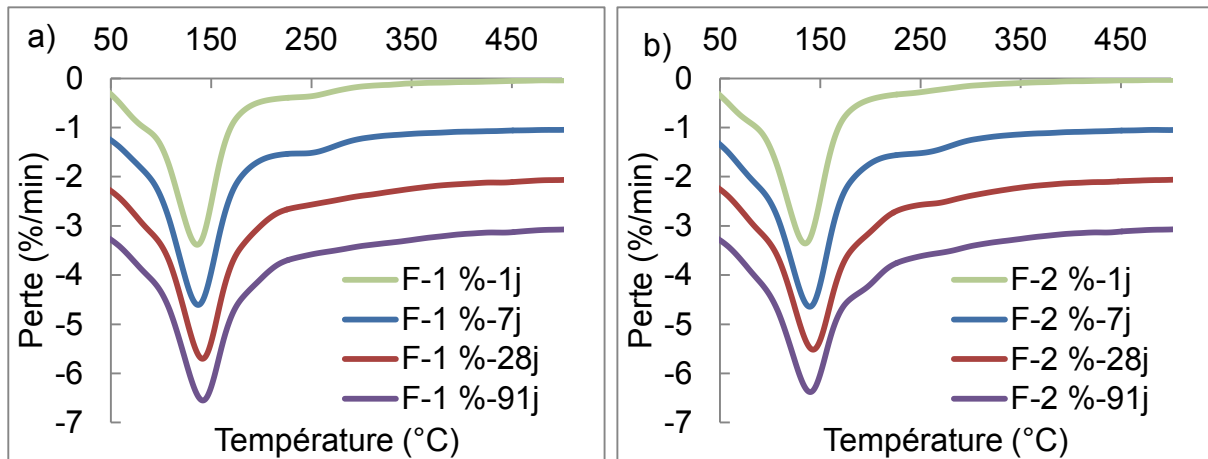 a)
50 150 250 350 450
0
-1
-2
-3
-4
-5
-6
-7
Perte (%/min)
F-1 %-1j
F-1 %-7j
F-1 %-28j
F-1 %-91j
Température (°C)
b)
50 150 250 350 450
0
-1
-2
-3
-4
-5
-6
-7
Perte (%/min)
F-2 %-1j
F-2 %-7j
F-2 %-28j
F-2 %-91j
Température (°C)